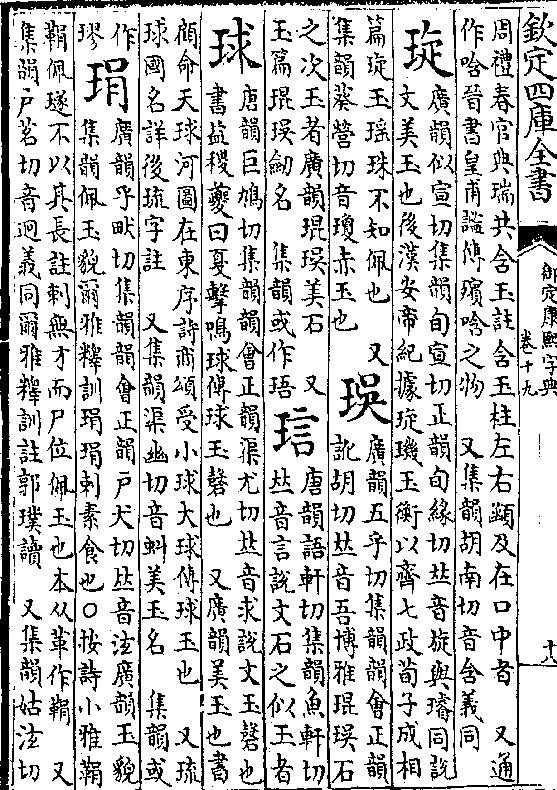 欽定四庫全書
御定康熙字典
卷十九
十八
周禮春官典瑞共含玉註含玉柱左右顚及在口中者 又通
作唅晉書皇甫謐傳殯唅之物 又集韻胡南切音含義同
琁
廣韻似宣切集韻旬宣切正韻旬緣切𠀤音旋與璿同說
文美玉也後漢安帝紀據琁璣玉衡以齊七政荀子成相
篇琁玉瑶珠不知佩也 又
集韻葵營切音瓊赤玉也
珸
廣韻五乎切集韻韻會正韻
訛胡切𠀤音吾博雅琨珸石
之次玉者廣韻琨珸美石 又
玉篇琨珸劒名 集韻或作珸
琂
唐韻語軒切集韻魚軒切
𠀤音言說文石之似玉者
球
唐韻巨鳩切集韻韻會正韻渠尤切𠀤音求說文玉磬也
書益稷夔曰戛擊鳴球傳球玉磬也 又廣韻美玉也書
顧命天球河圖在東序詩商頌受小球大球傳球玉也 又琉
球國名詳後琉字註 又集韻渠幽切音虯美玉名 集韻或
作
璆
琄
廣韻乎畎切集韻韻會正韻戶犬切𠀤音泫廣韻玉貌
集韻佩玉貌爾雅釋訓琄琄刺素食也○按詩小雅鞙
鞙佩璲不以其長註刺無才而尸位佩玉也本从革作鞙 又
集韻戶茗切音迥義同爾雅釋訓註郭璞讀 又集韻姑泫切